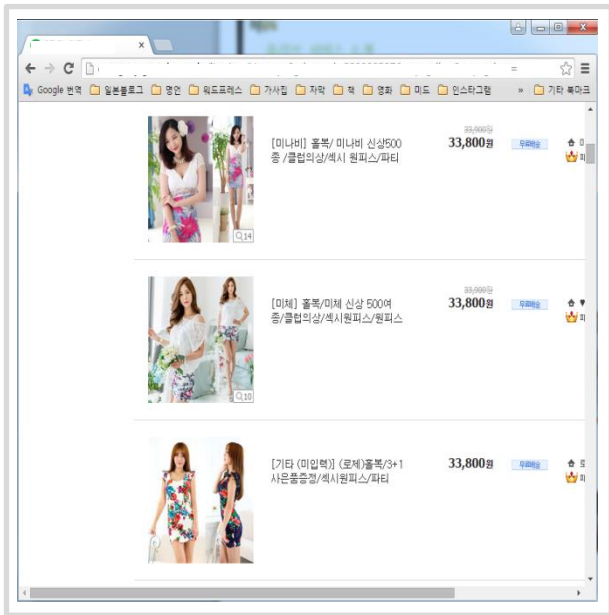 x
=
Google 번역 일본블로그 명언 워드프레스 가사집 자막 책 영화 미드 인스타그램 » 기타 북마크
[미나비] 홀복/ 미나비 신상500
종 /클럽의상/섹시 원피스/파티
33,900원
33,800원
무료배송
14
[미체] 홀복/미체 신상 500여
종/클럽의상/섹시원피스/원피스
33,900원
33,800원
무료배송
10
[기타 (미입력)] (로제)홀복/3+1
사은품증정/섹시원피스/파티
33,800원
무료배송